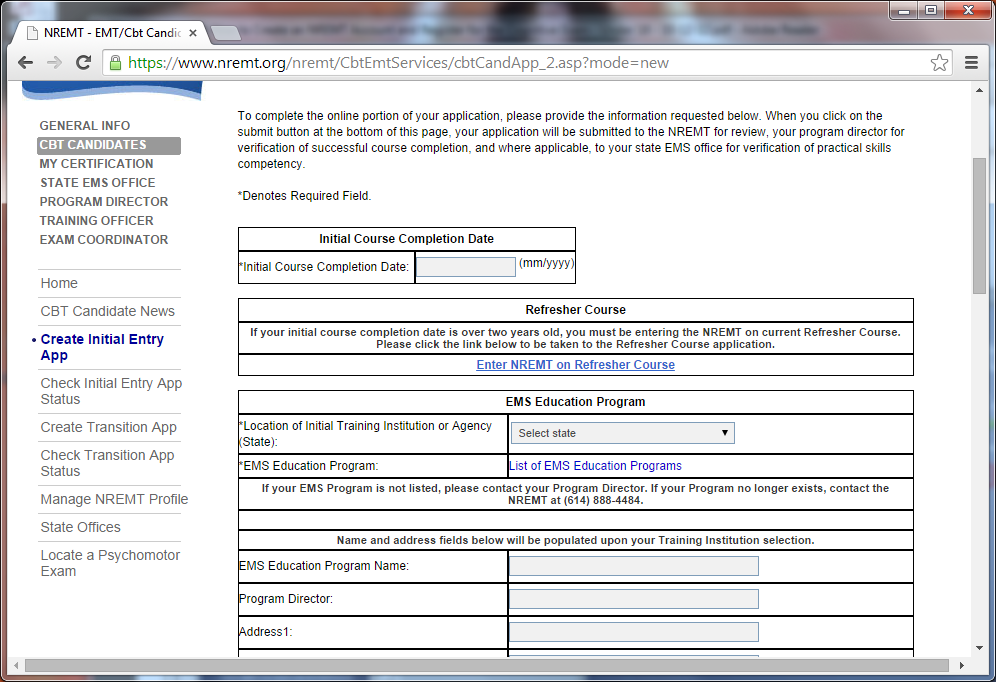 NREMT - EMT/Cbt Candic
https://www.nremt.org/nremt/CbtEmtServices/cbtCandApp_2.asp?mode=new
GENERAL INFO
CBT CANDIDATES
MY CERTIFICATION
STATE EMS OFFICE
PROGRAM DIRECTOR
TRAINING OFFICER
EXAM COORDINATOR
Home
CBT Candidate News
• Create Initial Entry
App
Check Initial Entry App
Status
Create Transition App
Check Transition App
Status
Manage NREMT Profile
State Offices
Locate a Psychomotor
Exam
To complete the online portion of your application, please provide the information requested below. When you click on the
submit button at the bottom of this page, your application will be submitted to the NREMT for review, your program director for
verification of successful course completion, and where applicable, to your state EMS office for verification of practical skills
competency.
*Denotes Required Field.
Initial Course Completion Date
*Initial Course Completion Date: (mm/yyyy)
Refresher Course
If your initial course completion date is over two years old, you must be entering the NREMT on current Refresher Course.
Please click the link below to be taken to the Refresher Course application.
Enter NREMT on Refresher Course
EMS Education Program
*Location of Initial Training Institution or Agency
(State): Select state
*EMS Education Program: List of EMS Education Programs
If your EMS Program is not listed, please contact your Program Director. If your Program no longer exists, contact the
NREMT at (614) 888-4484.
Name and address fields below will be populated upon your Training Institution selection.
EMS Education Program Name:
Program Director:
Address1: